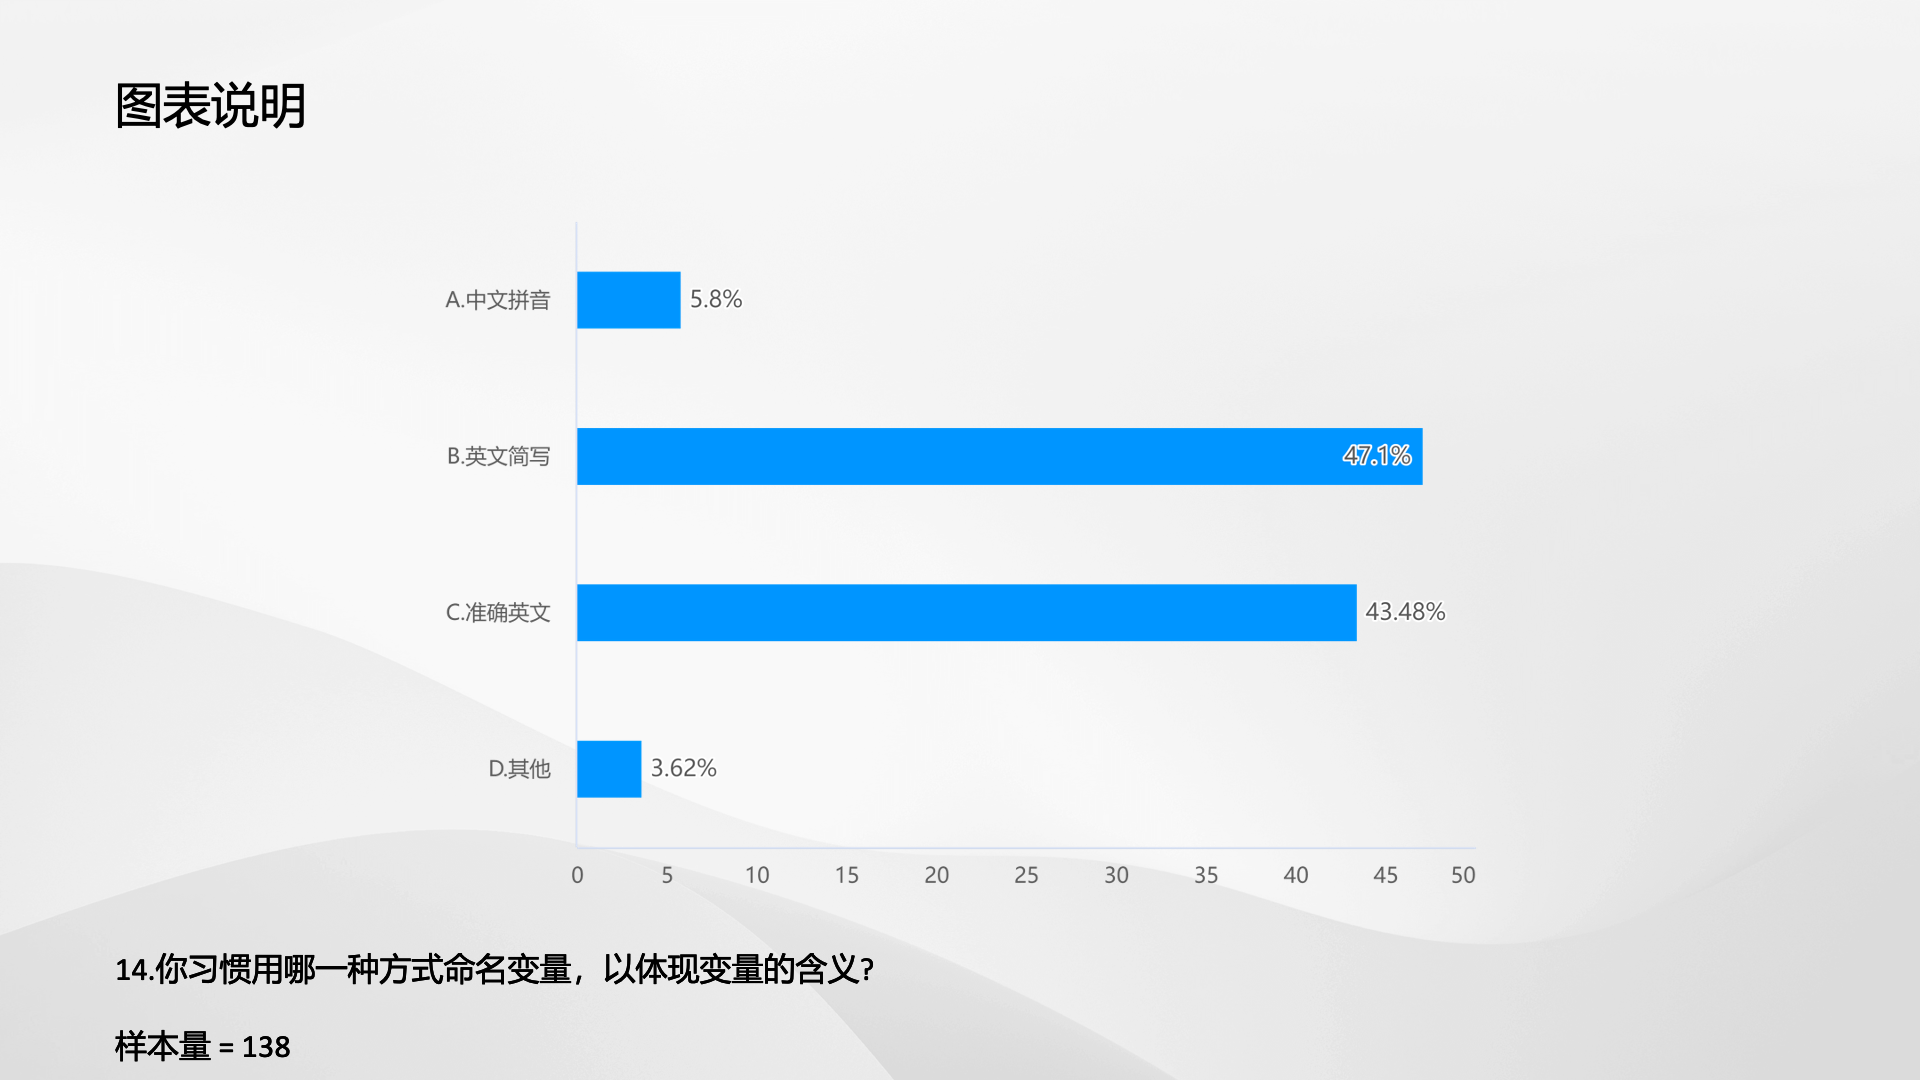 图表说明
A.中文拼音 5.8%
B.英文简写 47.1%
C.准确英文 43.48%
D.其他 3.62%
0 5 10 15 20 25 30 35 40 45 50
14.你习惯用哪一种方式命名变量，以体现变量的含义?
样本量 = 138